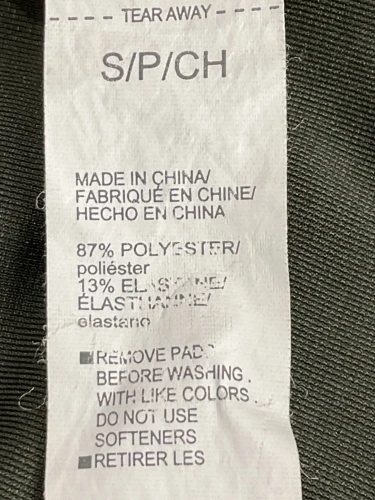 ---- TEAR AWAY ----
S/P/CH
MADE IN CHINA/
FABRIQUÉ EN CHINE/
HECHO EN CHINA
87% POLYESTER/
poliéster
13% ELASTANE/
ÉLASTHANNE/
elastano
REMOVE PADS
BEFORE WASHING.
WITH LIKE COLORS.
DO NOT USE
SOFTENERS
RETIRER LES